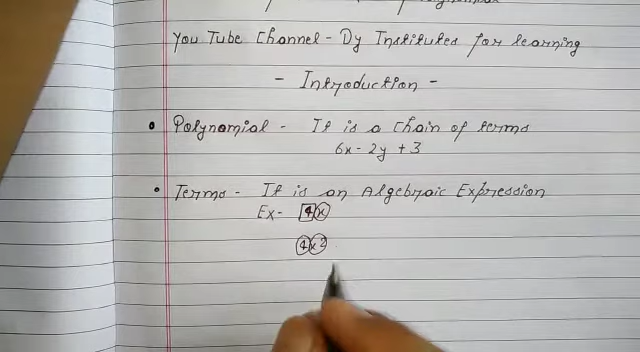 You Tube Channel - Dy Institutes for learning
- Introduction -
• Polynomial - It is a Chain of terms
6x - 2y + 3
• Terms - It is an Algebraic Expression
Ex - 4x
4x2